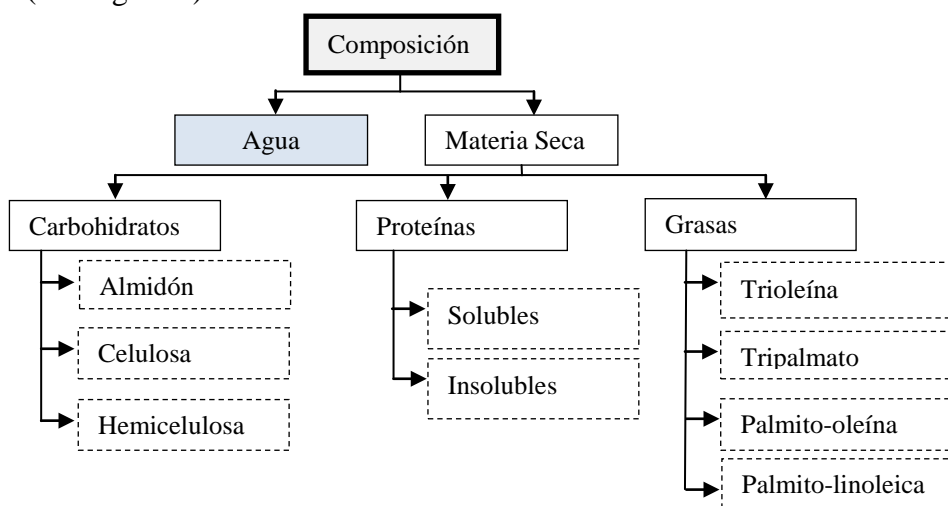 Composición
Agua
Materia Seca
Carbohidratos
Proteínas
Grasas
Almidón
Celulosa
Hemicelulosa
Solubles
Insolubles
Trioleína
Tripalmato
Palmito-oleína
Palmito-linoleica